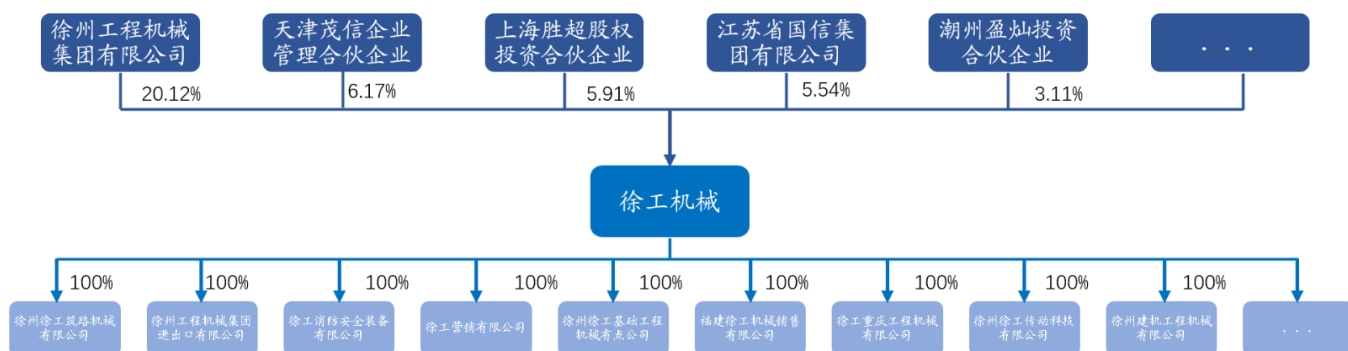 徐州工程机械
集团有限公司
天津茂信企业
管理合伙企业
上海胜超股权
投资合伙企业
江苏省国信集
团有限公司
潮州盈灿投资
合伙企业
. . .
20.12%
6.17%
5.91%
5.54%
3.11%
徐工机械
100%
100%
100%
100%
100%
100%
100%
100%
100%
徐州徐工筑路机械
有限公司
徐州工程机械集团
进出口有限公司
徐工消防安全装备
有限公司
徐工营销有限公司
徐州徐工基础工程
机械有点公司
福建徐工机械销售
有限公司
徐工重庆工程机械
有限公司
徐州徐工传动科技
有限公司
徐州建机工程机械
有限公司
. . .